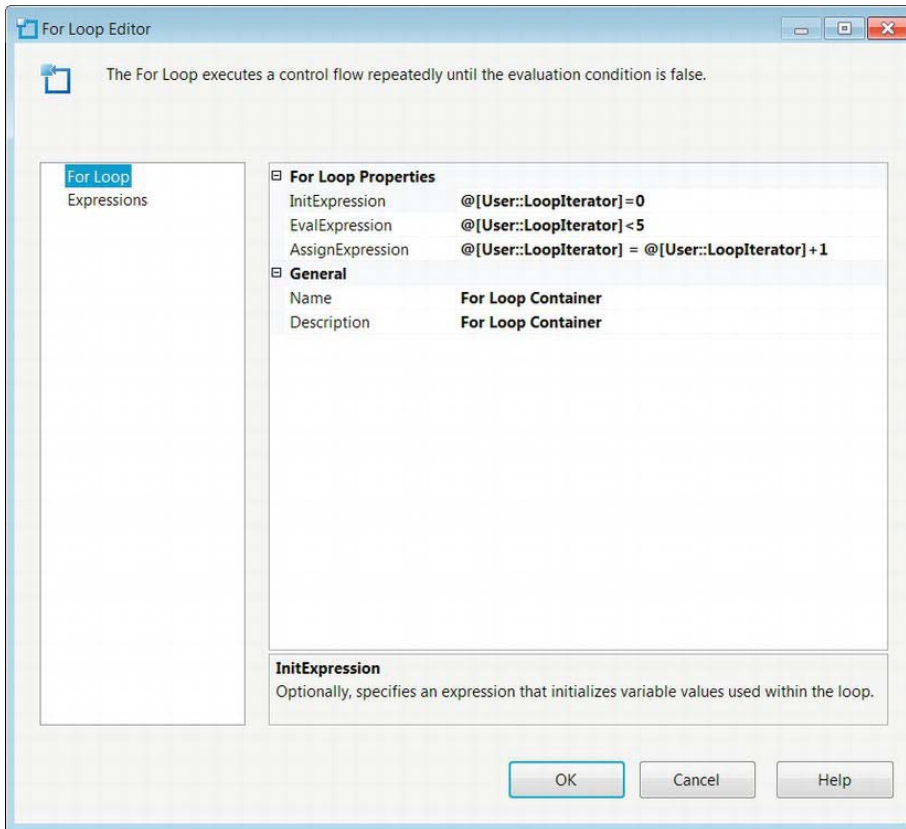 For Loop Editor
The For Loop executes a control flow repeatedly until the evaluation condition is false.
For Loop
Expressions
For Loop Properties
InitExpression @[User::LoopIterator]=0
EvalExpression @[User::LoopIterator]<5
AssignExpression @[User::LoopIterator] = @[User::LoopIterator]+1
General
Name For Loop Container
Description For Loop Container
InitExpression
Optionally, specifies an expression that initializes variable values used within the loop.
OK Cancel Help